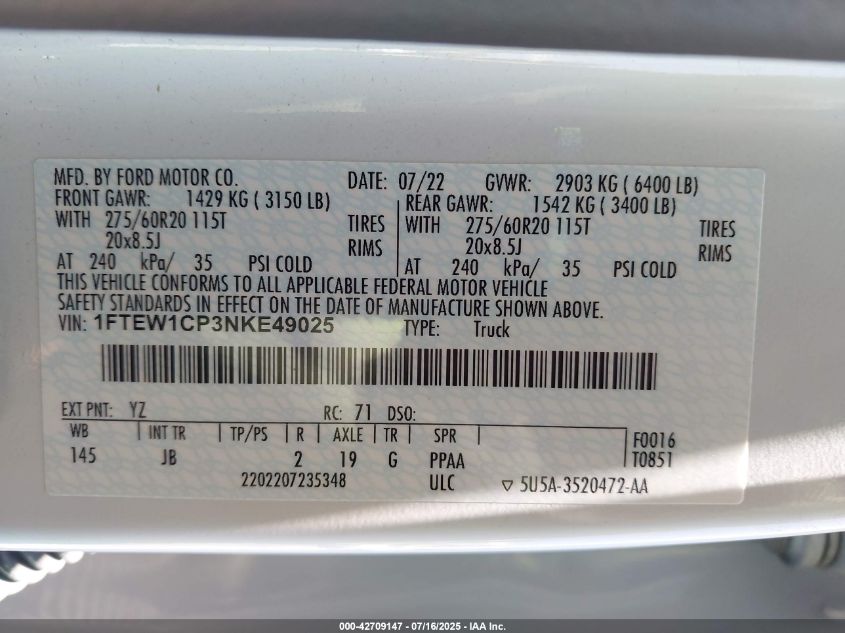 MFD. BY FORD MOTOR CO. DATE: 07/22 GVWR: 2903 KG ( 6400 LB)
FRONT GAWR: 1429 KG ( 3150 LB) REAR GAWR: 1542 KG ( 3400 LB)
WITH 275/60R20 115T TIRES WITH 275/60R20 115T TIRES
20x8.5J RIMS 20x8.5J RIMS
AT 240 kPa/ 35 PSI COLD AT 240 kPa/ 35 PSI COLD
THIS VEHICLE CONFORMS TO ALL APPLICABLE FEDERAL MOTOR VEHICLE
SAFETY STANDARDS IN EFFECT ON THE DATE OF MANUFACTURE SHOWN ABOVE.
VIN: 1FTEW1CP3NKE49025 TYPE: Truck
EXT PNT: YZ RC: 71 DSO:
WB INT TR TP/PS R AXLE TR SPR F0016
145 JB 2 19 G PPAA T0851
2202207235348 ULC ▽ 5U5A-3520472-AA
000-42709147 - 07/16/2025 - IAA Inc.